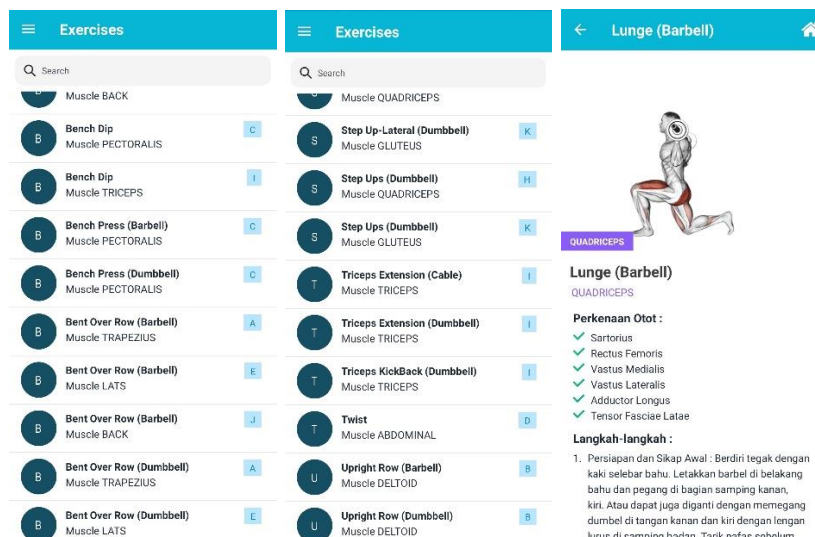 Exercises
Search
Muscle BACK
B
Bench Dip
C
Muscle PECTORALIS
B
Bench Dip
I
Muscle TRICEPS
B
Bench Press (Barbell)
C
Muscle PECTORALIS
B
Bench Press (Dumbbell)
C
Muscle PECTORALIS
B
Bent Over Row (Barbell)
A
Muscle TRAPEZIUS
B
Bent Over Row (Barbell)
E
Muscle LATS
B
Bent Over Row (Barbell)
J
Muscle BACK
B
Bent Over Row (Dumbbell)
A
Muscle TRAPEZIUS
B
Bent Over Row (Dumbbell)
E
Muscle LATS
Exercises
Search
Muscle QUADRICEPS
S
Step Up-Lateral (Dumbbell)
K
Muscle GLUTEUS
S
Step Ups (Dumbbell)
H
Muscle QUADRICEPS
S
Step Ups (Dumbbell)
K
Muscle GLUTEUS
T
Triceps Extension (Cable)
I
Muscle TRICEPS
T
Triceps Extension (Dumbbell)
I
Muscle TRICEPS
T
Triceps KickBack (Dumbbell)
I
Muscle TRICEPS
T
Twist
D
Muscle ABDOMINAL
U
Upright Row (Barbell)
B
Muscle DELTOID
U
Upright Row (Dumbbell)
B
Muscle DELTOID
Lunge (Barbell)
QUADRICEPS
Lunge (Barbell)
QUADRICEPS
Perkenaan Otot :
Sartorius
Rectus Femoris
Vastus Medialis
Vastus Lateralis
Adductor Longus
Tensor Fasciae Latae
Langkah-langkah :
1. Persiapan dan Sikap Awal : Berdiri tegak dengan
kaki selebar bahu. Letakkan barbel di belakang
bahu dan pegang di bagian samping kanan,
kiri. Atau dapat juga diganti dengan memegang
dumbel di tangan kanan dan kiri dengan lengan
lurus di samping badan. Tarik nafas sebelum